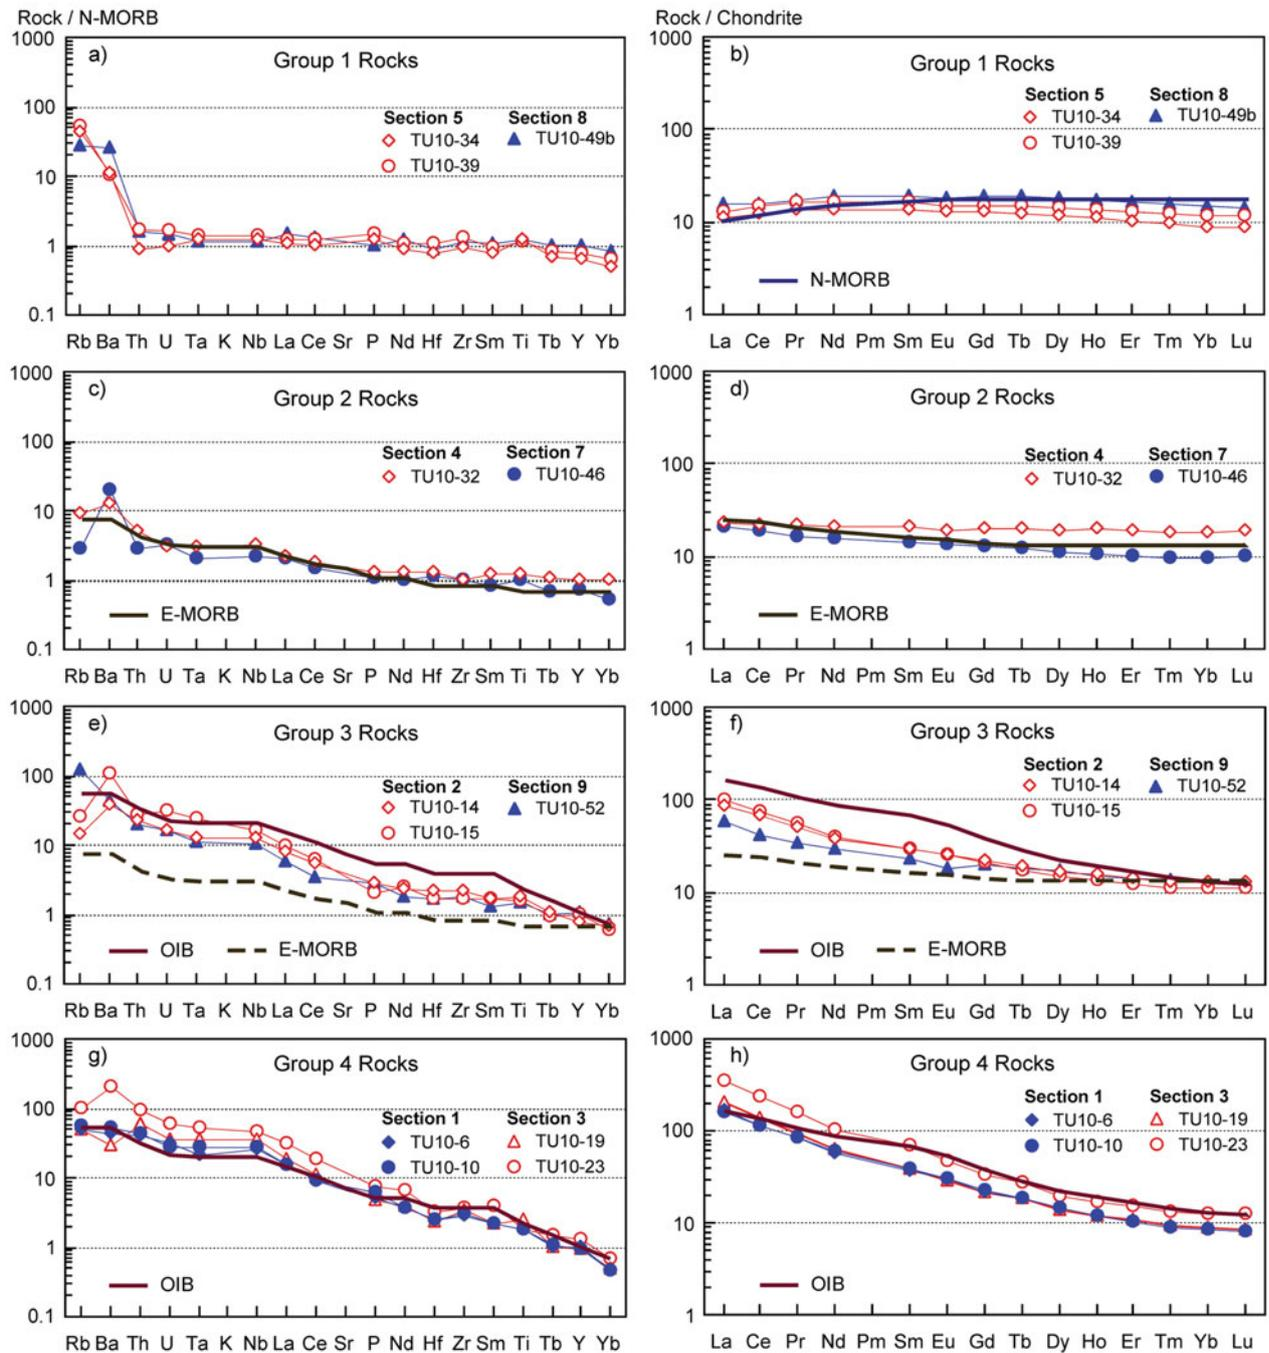 Rock / N-MORB
Rock / Chondrite
a)
Group 1 Rocks
Section 5
Section 8
TU10-34
TU10-49b
TU10-39
1000
100
10
1
0.1
Rb Ba Th U Ta K Nb La Ce Sr P Nd Hf Zr Sm Ti Tb Y Yb
b)
Group 1 Rocks
Section 5
Section 8
TU10-34
TU10-49b
TU10-39
N-MORB
1000
100
10
1
La Ce Pr Nd Pm Sm Eu Gd Tb Dy Ho Er Tm Yb Lu
c)
Group 2 Rocks
Section 4
Section 7
TU10-32
TU10-46
E-MORB
1000
100
10
1
0.1
Rb Ba Th U Ta K Nb La Ce Sr P Nd Hf Zr Sm Ti Tb Y Yb
d)
Group 2 Rocks
Section 4
Section 7
TU10-32
TU10-46
E-MORB
1000
100
10
1
La Ce Pr Nd Pm Sm Eu Gd Tb Dy Ho Er Tm Yb Lu
e)
Group 3 Rocks
Section 2
Section 9
TU10-14
TU10-52
TU10-15
OIB
E-MORB
1000
100
10
1
0.1
Rb Ba Th U Ta K Nb La Ce Sr P Nd Hf Zr Sm Ti Tb Y Yb
f)
Group 3 Rocks
Section 2
Section 9
TU10-14
TU10-52
TU10-15
OIB
E-MORB
1000
100
10
1
La Ce Pr Nd Pm Sm Eu Gd Tb Dy Ho Er Tm Yb Lu
g)
Group 4 Rocks
Section 1
Section 3
TU10-6
TU10-19
TU10-10
TU10-23
OIB
1000
100
10
1
0.1
Rb Ba Th U Ta K Nb La Ce Sr P Nd Hf Zr Sm Ti Tb Y Yb
h)
Group 4 Rocks
Section 1
Section 3
TU10-6
TU10-19
TU10-10
TU10-23
OIB
1000
100
10
1
La Ce Pr Nd Pm Sm Eu Gd Tb Dy Ho Er Tm Yb Lu